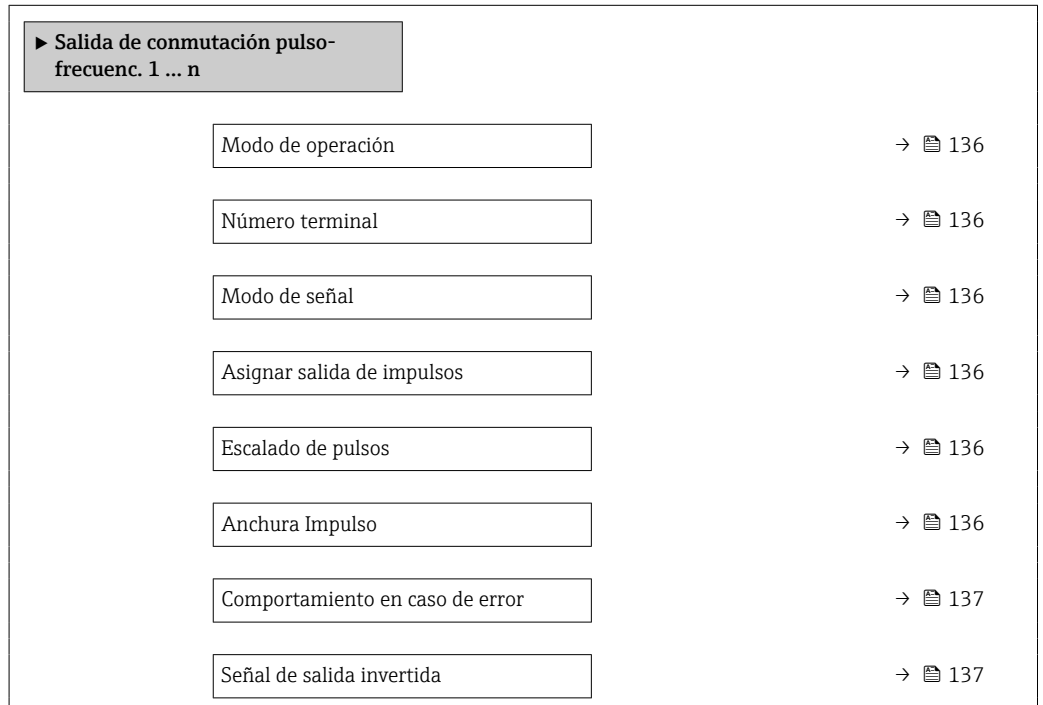 ▶ Salida de conmutación pulso-
frecuenc. 1 ... n
Modo de operación → 136
Número terminal → 136
Modo de señal → 136
Asignar salida de impulsos → 136
Escalado de pulsos → 136
Anchura Impulso → 136
Comportamiento en caso de error → 137
Señal de salida invertida → 137